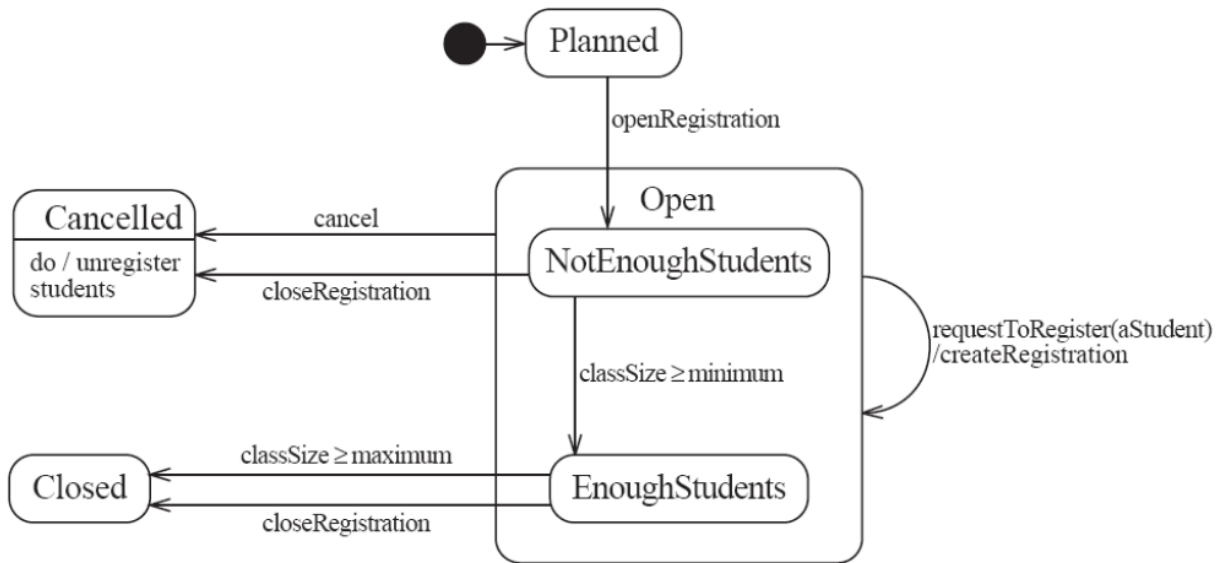 Planned
openRegistration
Open
Cancelled
cancel
do / unregister
students
NotEnoughStudents
closeRegistration
requestToRegister(aStudent)
/createRegistration
classSize ≥ minimum
classSize ≥ maximum
Closed
EnoughStudents
closeRegistration